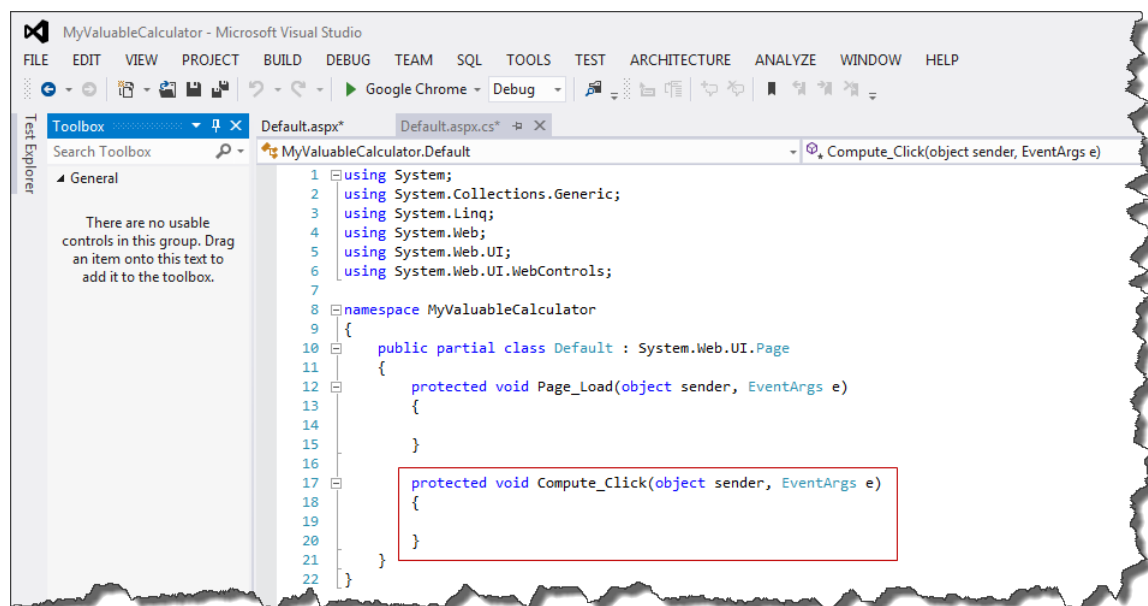 MyValuableCalculator - Microsoft Visual Studio
FILE EDIT VIEW PROJECT BUILD DEBUG TEAM SQL TOOLS TEST ARCHITECTURE ANALYZE WINDOW HELP
Google Chrome Debug
Test Explorer
Toolbox
Search Toolbox
General
There are no usable
controls in this group. Drag
an item onto this text to
add it to the toolbox.
Default.aspx* Default.aspx.cs*
MyValuableCalculator.Default Compute_Click(object sender, EventArgs e)
1 using System;
2 using System.Collections.Generic;
3 using System.Linq;
4 using System.Web;
5 using System.Web.UI;
6 using System.Web.UI.WebControls;
7
8 namespace MyValuableCalculator
9 {
10 public partial class Default : System.Web.UI.Page
11 {
12 protected void Page_Load(object sender, EventArgs e)
13 {
14
15 }
16
17 protected void Compute_Click(object sender, EventArgs e)
18 {
19
20 }
21 }
22 }